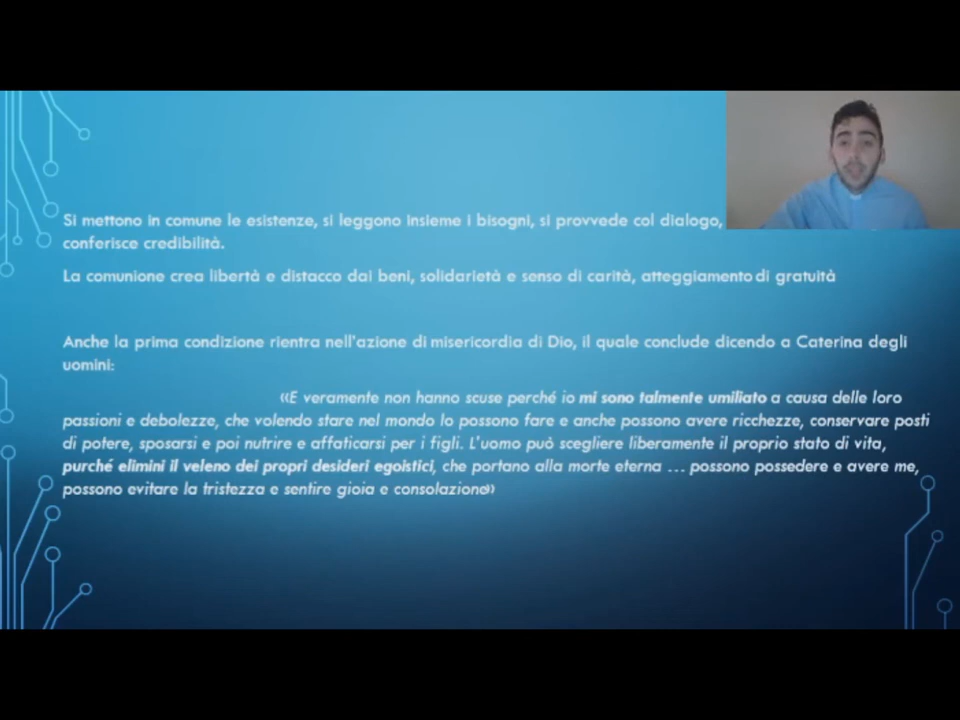 Si mettono in comune le esistenze, si leggono insieme i bisogni, si provvede col dialogo,
conferisce credibilità.
La comunione crea libertà e distacco dai beni, solidarietà e senso di carità, atteggiamento di gratuità
Anche la prima condizione rientra nell'azione di misericordia di Dio, il quale conclude dicendo a Caterina degli
uomini:
«E veramente non hanno scuse perché io mi sono talmente umiliato a causa delle loro
passioni e debolezze, che volendo stare nel mondo lo possono fare e anche possono avere ricchezze, conservare posti
di potere, sposarsi e poi nutrire e affaticarsi per i figli. L'uomo può scegliere liberamente il proprio stato di vita,
purché elimini il veleno dei propri desideri egoistici, che portano alla morte eterna … possono possedere e avere me,
possono evitare la tristezza e sentire gioia e consolazione»